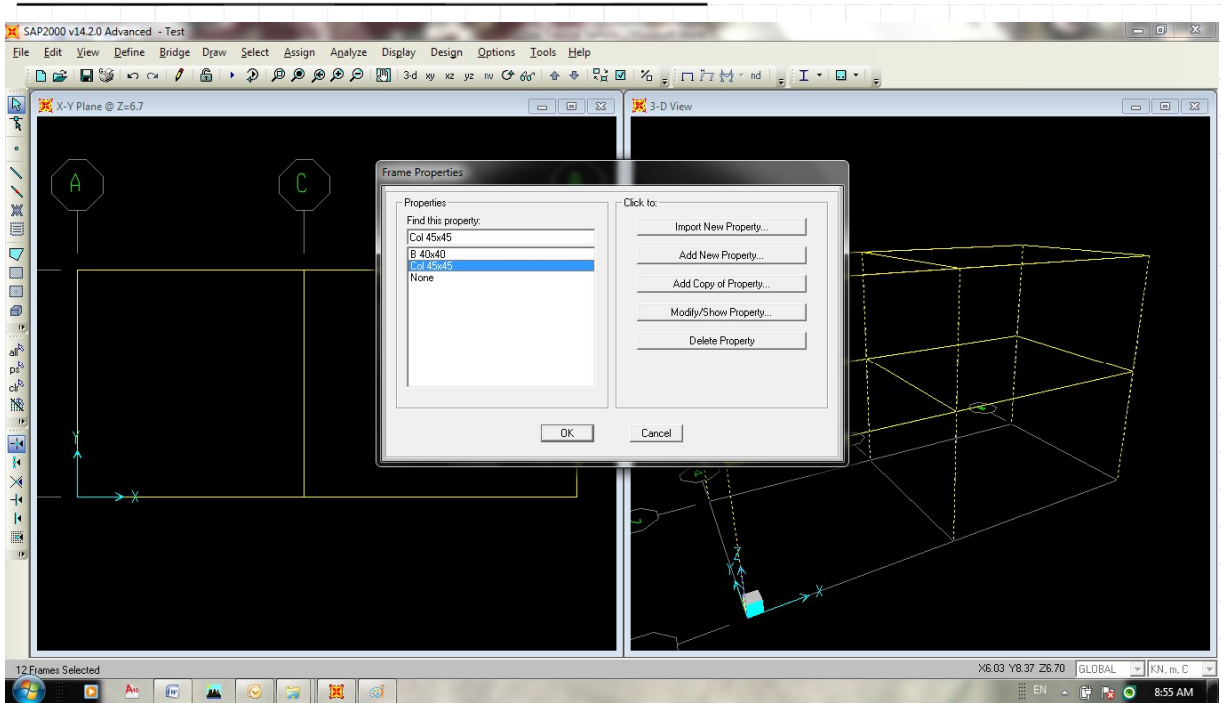 SAP2000 v14.2.0 Advanced - Test
File Edit View Define Bridge Draw Select Assign Analyze Display Design Options Tools Help
3-d xy xz yz nv nd
X-Y Plane @ Z=6.7
3-D View
A
C
Frame Properties
Properties
Find this property:
Col 45x45
B 40x40
Col 45x45
None
Click to:
Import New Property...
Add New Property...
Add Copy of Property...
Modify/Show Property...
Delete Property
OK
Cancel
all
ps
clr
Y
X
Z
Y
X
12 Frames Selected
X6.03 Y8.37 Z6.70
GLOBAL
KN, m, C
EN
8:55 AM